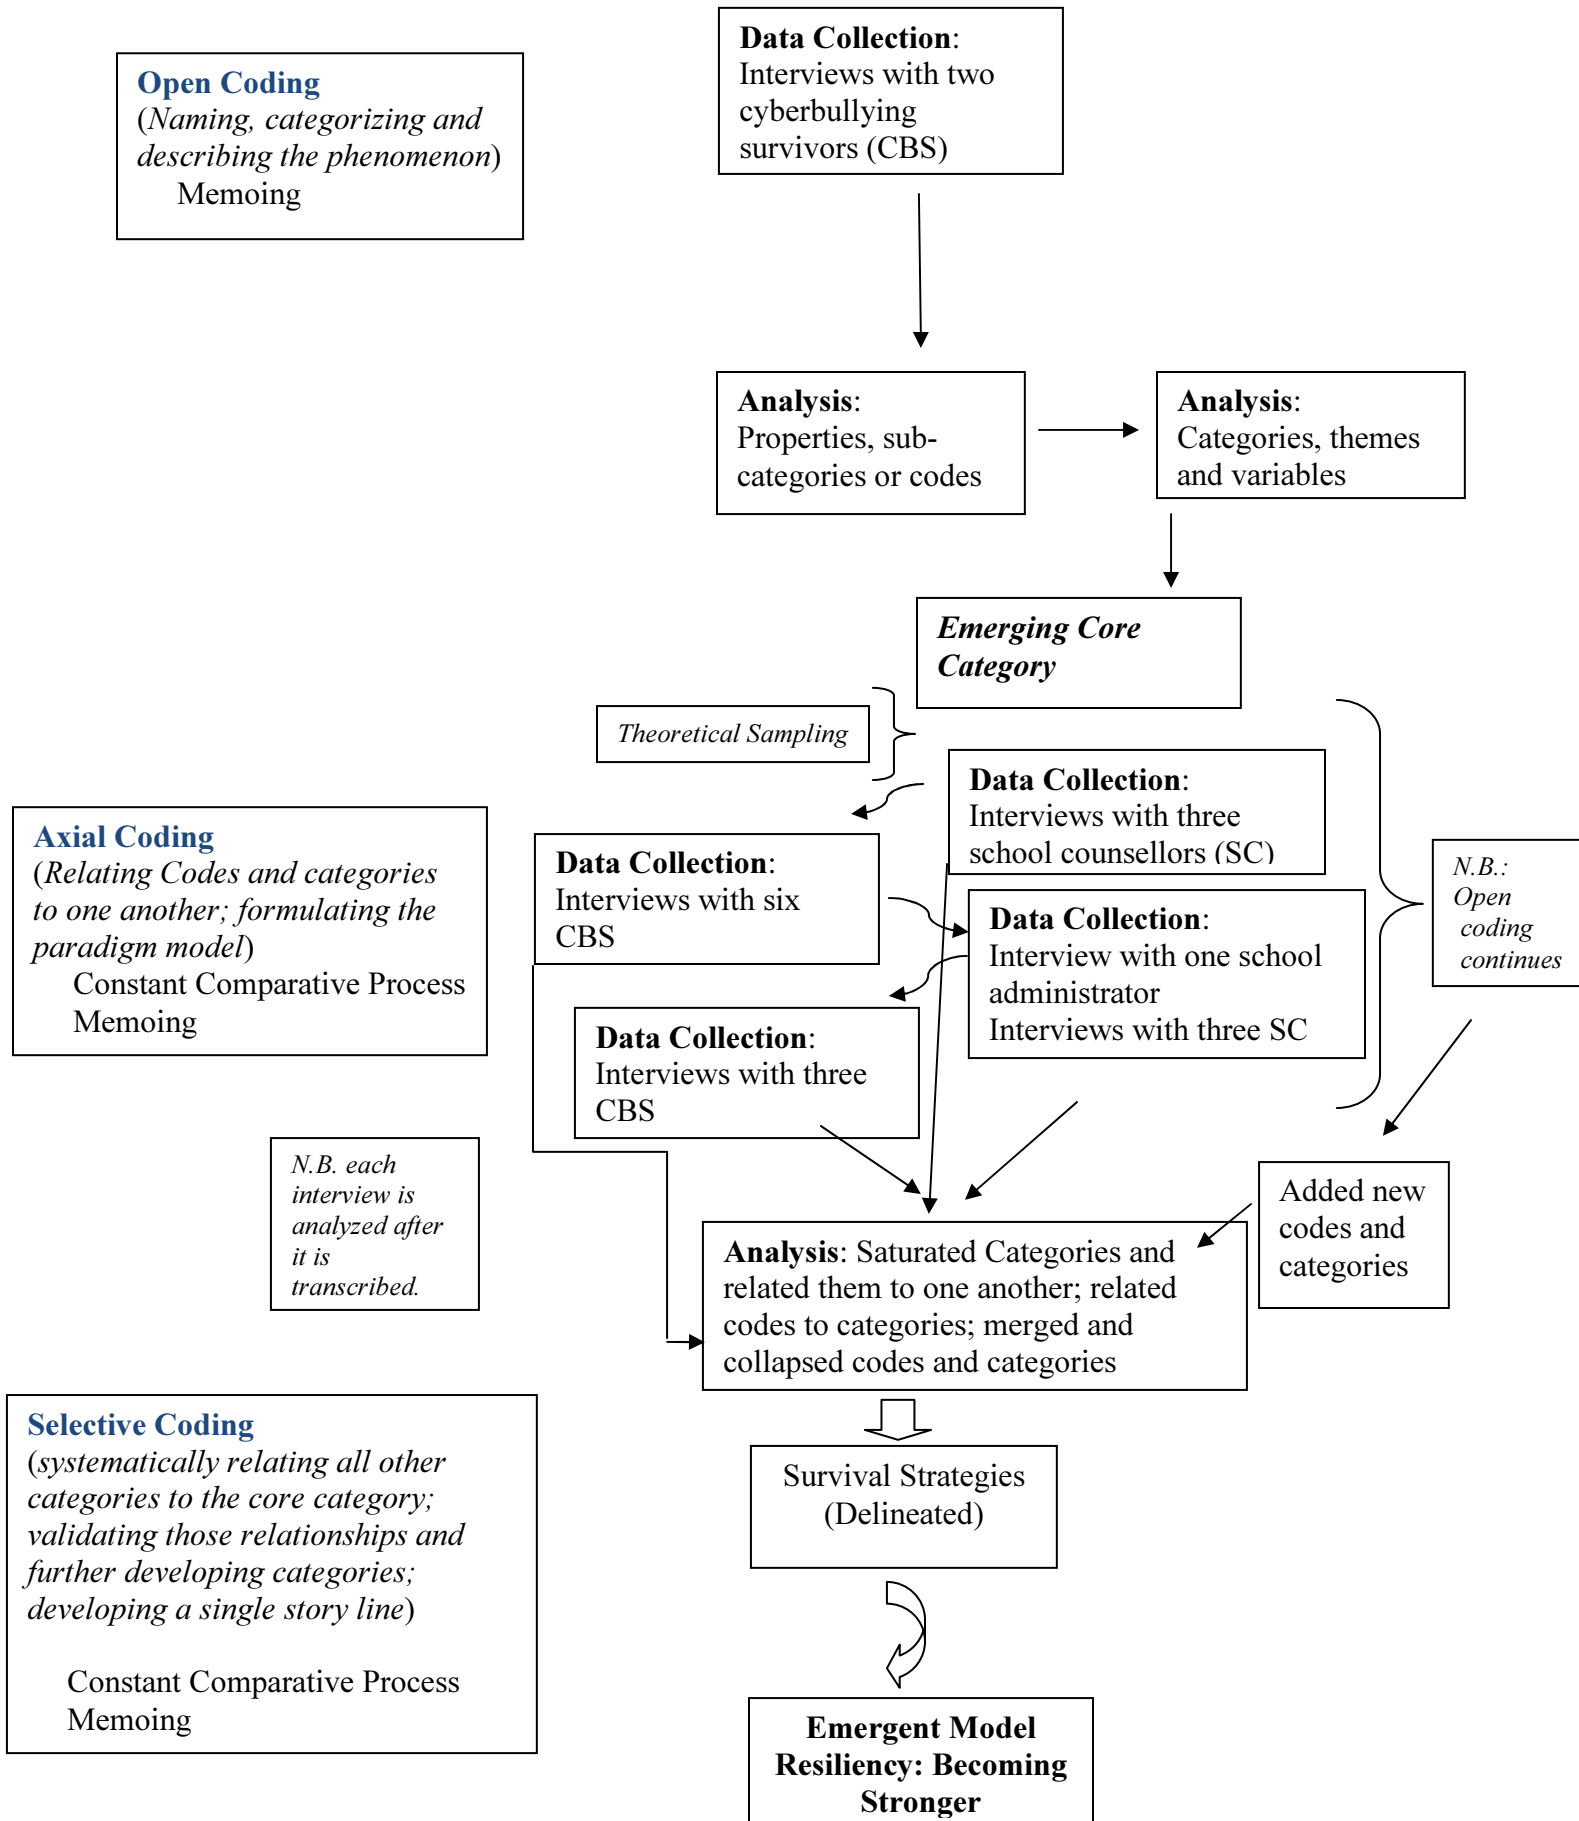 Data Collection:
Interviews with two
cyberbullying
survivors (CBS)
Open Coding
(Naming, categorizing and
describing the phenomenon)
Memoing
Analysis:
Properties, sub-
categories or codes
Analysis:
Categories, themes
and variables
Emerging Core
Category
Theoretical Sampling
Data Collection:
Interviews with three
school counsellors (SC)
Axial Coding
(Relating Codes and categories
to one another; formulating the
paradigm model)
Constant Comparative Process
Memoing
Data Collection:
Interviews with six
CBS
Data Collection:
Interview with one school
administrator
Interviews with three SC
N.B.:
Open
coding
continues
Data Collection:
Interviews with three
CBS
N.B. each
interview is
analyzed after
it is
transcribed.
Added new
codes and
categories
Analysis: Saturated Categories and
related them to one another; related
codes to categories; merged and
collapsed codes and categories
Selective Coding
(systematically relating all other
categories to the core category;
validating those relationships and
further developing categories;
developing a single story line)
Constant Comparative Process
Memoing
Survival Strategies
(Delineated)
Emergent Model
Resiliency: Becoming
Stronger